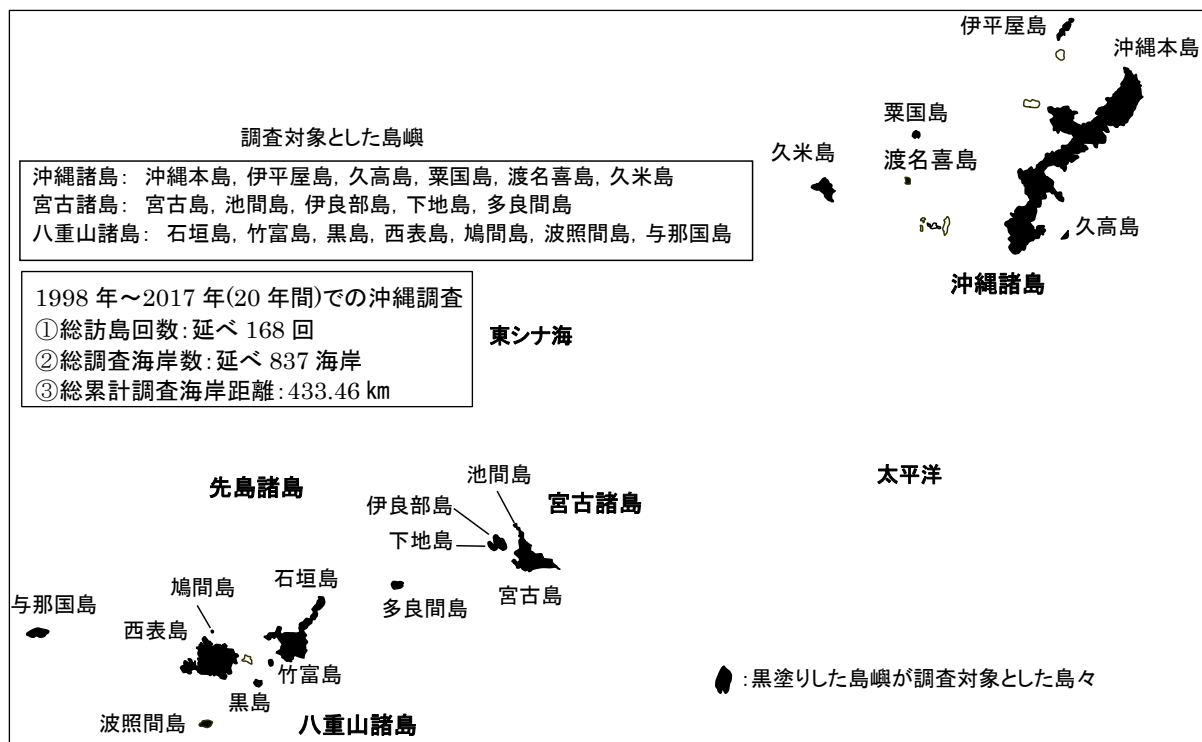 伊平屋島
沖縄本島
粟国島
調査対象とした島嶼
久米島
渡名喜島
沖縄諸島: 沖縄本島, 伊平屋島, 久高島, 粟国島, 渡名喜島, 久米島
宮古諸島: 宮古島, 池間島, 伊良部島, 下地島, 多良間島
八重山諸島: 石垣島, 竹富島, 黒島, 西表島, 鳩間島, 波照間島, 与那国島
久高島
沖縄諸島
1998 年~2017 年(20 年間)での沖縄調査
①総訪島回数:延べ 168 回
②総調査海岸数:延べ 837 海岸
③総累計調査海岸距離:433.46 ㎞
東シナ海
太平洋
先島諸島
池間島
宮古諸島
伊良部島
下地島
石垣島
宮古島
多良間島
鳩間島
与那国島
西表島
竹富島
黒島
:黒塗りした島嶼が調査対象とした島々
波照間島
八重山諸島